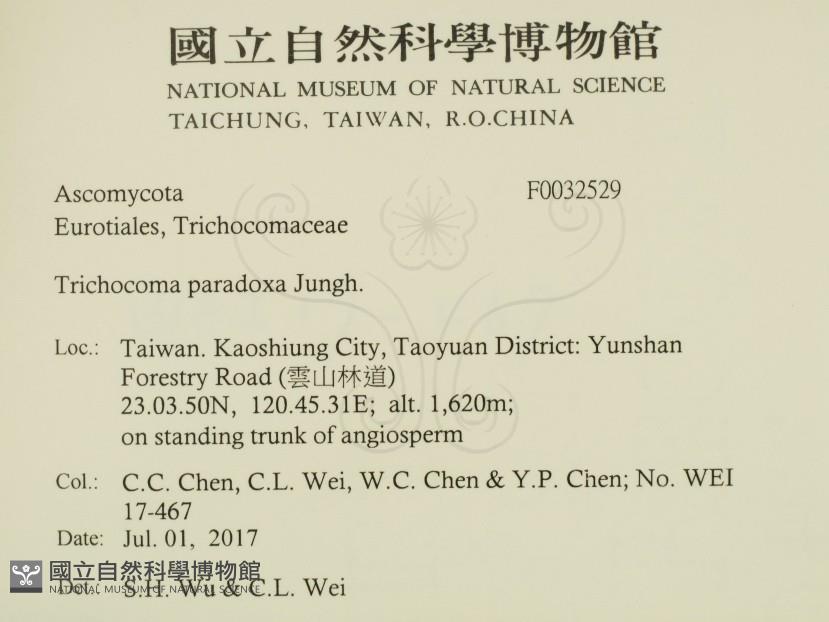 國立自然科學博物館
NATIONAL MUSEUM OF NATURAL SCIENCE
TAICHUNG, TAIWAN, R.O.CHINA
Ascomycota F0032529
Eurotiales, Trichocomaceae
Trichocoma paradoxa Jungh.
Loc.: Taiwan. Kaoshiung City, Taoyuan District: Yunshan
Forestry Road (雲山林道)
23.03.50N, 120.45.31E; alt. 1,620m;
on standing trunk of angiosperm
Col.: C.C. Chen, C.L. Wei, W.C. Chen & Y.P. Chen; No. WEI
17-467
Date: Jul. 01, 2017
Det.: S.H. Wu & C.L. Wei
國立自然科學博物館
NATIONAL MUSEUM OF NATURAL SCIENCE